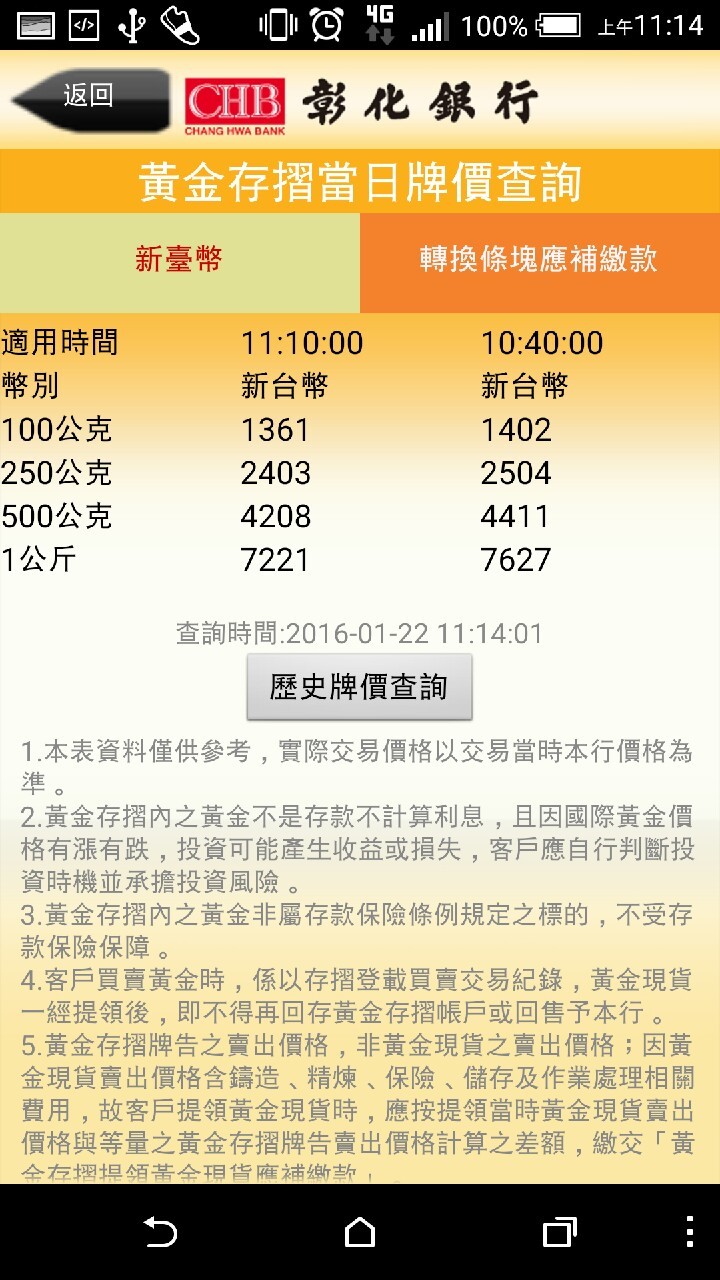 4G 100% 上午11:14
返回 CHB 彰化銀行
CHANG HWA BANK
黃金存摺當日牌價查詢
新臺幣 轉換條塊應補繳款
適用時間 11:10:00 10:40:00
幣別 新台幣 新台幣
100公克 1361 1402
250公克 2403 2504
500公克 4208 4411
1公斤 7221 7627
查詢時間:2016-01-22 11:14:01
歷史牌價查詢
1.本表資料僅供參考，實際交易價格以交易當時本行價格為
準。
2.黃金存摺內之黃金不是存款不計算利息，且因國際黃金價
格有漲有跌，投資可能產生收益或損失，客戶應自行判斷投
資時機並承擔投資風險。
3.黃金存摺內之黃金非屬存款保險條例規定之標的，不受存
款保險保障。
4.客戶買賣黃金時，係以存摺登載買賣交易紀錄，黃金現貨
一經提領後，即不得再回存黃金存摺帳戶或回售予本行。
5.黃金存摺牌告之賣出價格，非黃金現貨之賣出價格；因黃
金現貨賣出價格含鑄造、精煉、保險、儲存及作業處理相關
費用，故客戶提領黃金現貨時，應按提領當時黃金現貨賣出
價格與等量之黃金存摺牌告賣出價格計算之差額，繳交「黃
金存摺提領黃金現貨應補繳款」。